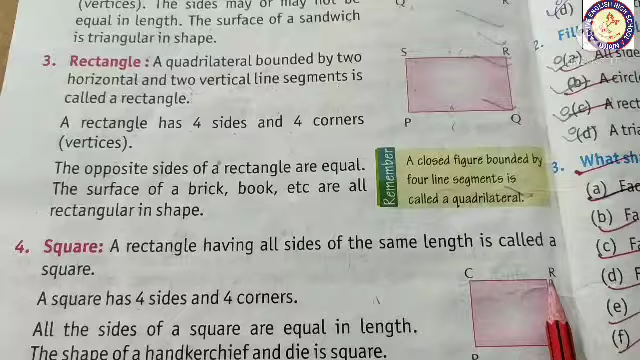 (vertices). The sides may or may not be
equal in length. The surface of a sandwich
is triangular in shape.
3. Rectangle : A quadrilateral bounded by two
horizontal and two vertical line segments is
called a rectangle.
A rectangle has 4 sides and 4 corners
(vertices).
The opposite sides of a rectangle are equal.
The surface of a brick, book, etc are all
rectangular in shape.
S R
P Q
Remember
A closed figure bounded by
four line segments is
called a quadrilateral.
4. Square: A rectangle having all sides of the same length is called a
square.
A square has 4 sides and 4 corners.
All the sides of a square are equal in length.
The shape of a handkerchief and die is square.
C R
(d)
2. Fill
(a) All side
(b) A circle
(c) A rect
(d) A tria
3. What sh
(a) Fac
(b) Fa
(c) F
(d) F
(e)
(f)